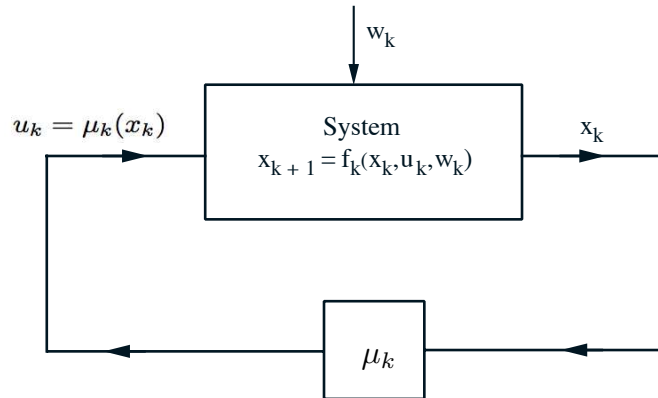 w_k
u_k = μ_k(x_k)
System
x_k
x_{k + 1} = f_k(x_k, u_k, w_k)
μ_k